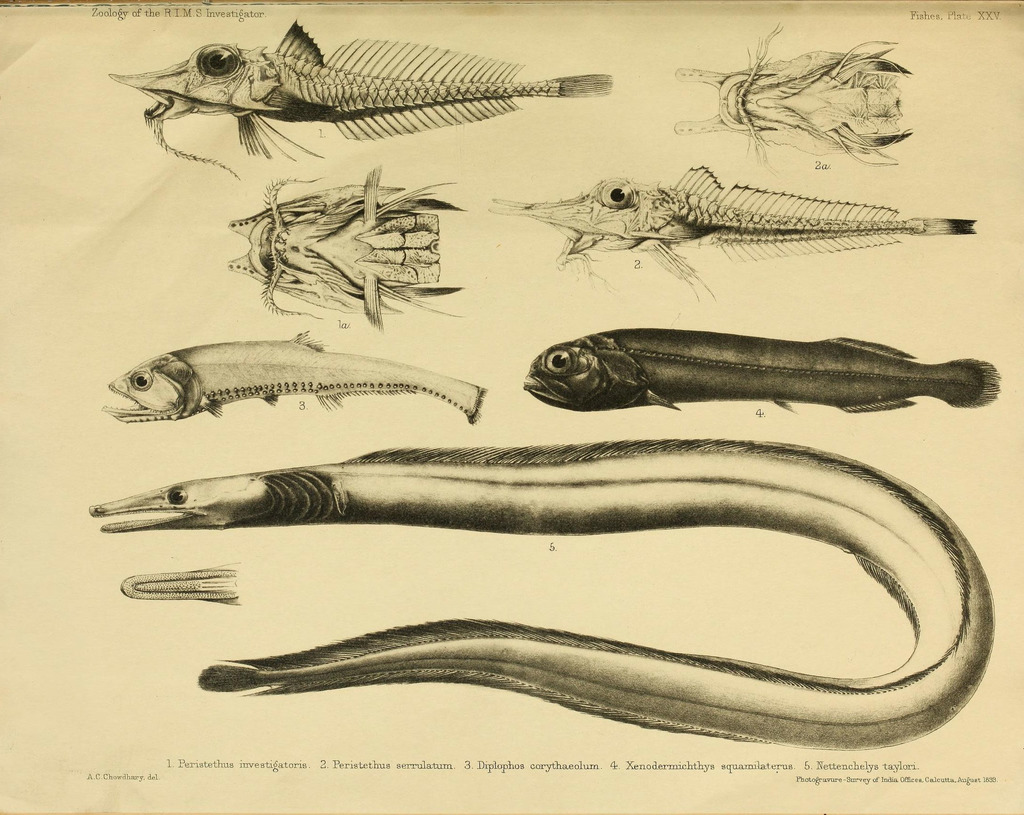 Zoology of the R.I.M.S Investigator.
Fishes, Plate XXV.
1.
2a.
1a.
2.
3.
4.
5.
1. Peristethus investigatoris. 2. Peristethus serrulatum. 3. Diplophos corythaeolum. 4. Xenodermichthys squamilaterus. 5. Nettenchelys taylori.
A.C.Chowdhary, del.
Photogravure-Survey of India Offices, Calcutta, August